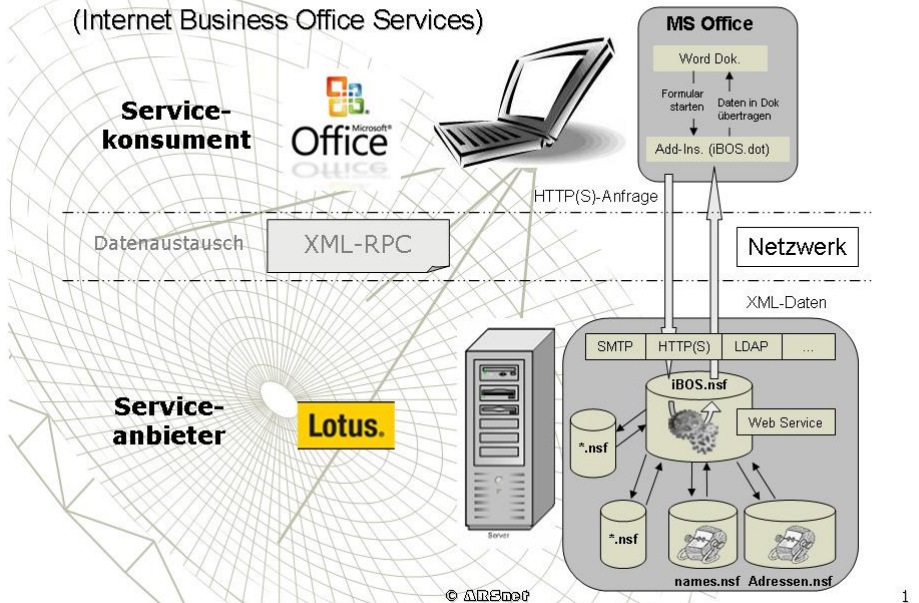 (Internet Business Office Services)
MS Office
Word Dok.
Formular
starten
Daten in Dok
übertragen
Add-Ins. (iBOS.dot)
Service-
konsument
Microsoft®
Office
HTTP(S)-Anfrage
Datenaustausch
XML-RPC
Netzwerk
XML-Daten
SMTP
HTTP(S)
LDAP
...
iBOS.nsf
Web Service
*.nsf
Service-
anbieter
Lotus.
Server
*.nsf
names.nsf
Adressen.nsf
© ARSnet
1